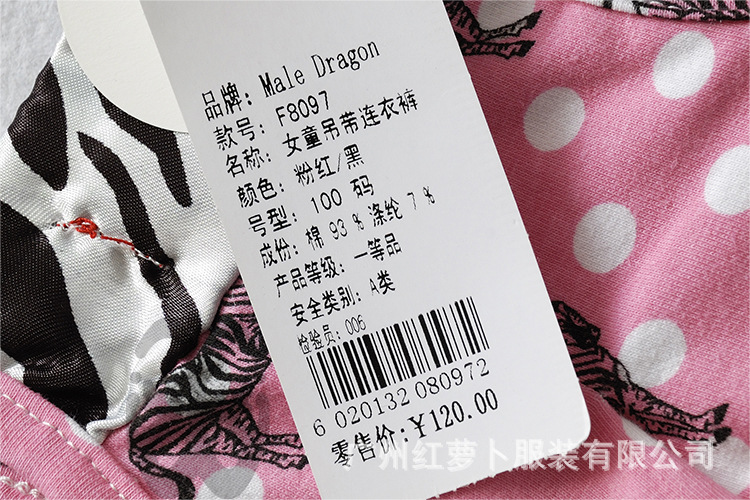 品牌: Male Dragon
款号: F8097
名称: 女童吊带连衣裤
颜色: 粉红/黑
号型: 100 码
成份: 棉 93 % 涤纶 7 %
产品等级: 一等品
安全类别: A类
检验员: 006
6 020132 080972
零售价: ¥120.00
广州红萝卜服装有限公司